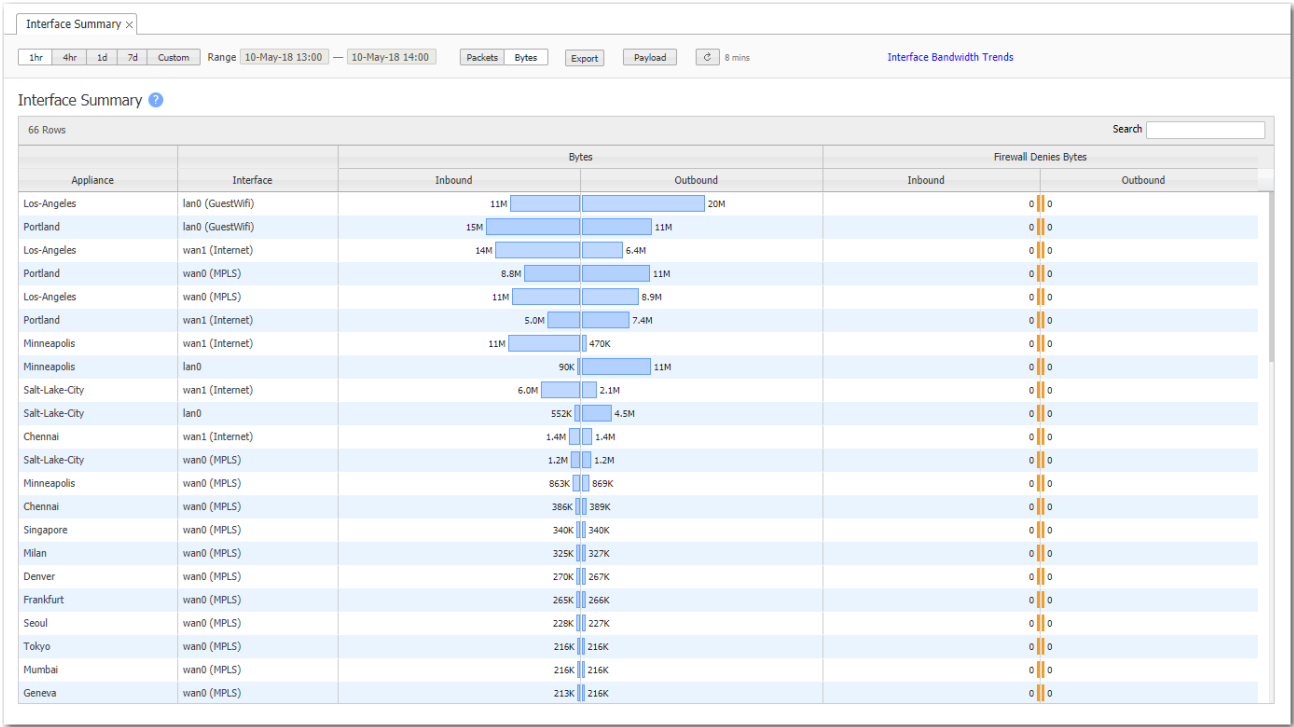 Interface Summary ×
1hr 4hr 1d 7d Custom Range 10-May-18 13:00 — 10-May-18 14:00 Packets Bytes Export Payload 8 mins Interface Bandwidth Trends
Interface Summary ?
66 Rows Search
Bytes Firewall Denies Bytes
Appliance Interface Inbound Outbound Inbound Outbound
Los-Angeles lan0 (GuestWifi) 11M 20M 0 0
Portland lan0 (GuestWifi) 15M 11M 0 0
Los-Angeles wan1 (Internet) 14M 6.4M 0 0
Portland wan0 (MPLS) 8.8M 11M 0 0
Los-Angeles wan0 (MPLS) 11M 8.9M 0 0
Portland wan1 (Internet) 5.0M 7.4M 0 0
Minneapolis wan1 (Internet) 11M 470K 0 0
Minneapolis lan0 90K 11M 0 0
Salt-Lake-City wan1 (Internet) 6.0M 2.1M 0 0
Salt-Lake-City lan0 552K 4.5M 0 0
Chennai wan1 (Internet) 1.4M 1.4M 0 0
Salt-Lake-City wan0 (MPLS) 1.2M 1.2M 0 0
Minneapolis wan0 (MPLS) 863K 869K 0 0
Chennai wan0 (MPLS) 386K 389K 0 0
Singapore wan0 (MPLS) 340K 340K 0 0
Milan wan0 (MPLS) 325K 327K 0 0
Denver wan0 (MPLS) 270K 267K 0 0
Frankfurt wan0 (MPLS) 265K 266K 0 0
Seoul wan0 (MPLS) 228K 227K 0 0
Tokyo wan0 (MPLS) 216K 216K 0 0
Mumbai wan0 (MPLS) 216K 216K 0 0
Geneva wan0 (MPLS) 213K 216K 0 0